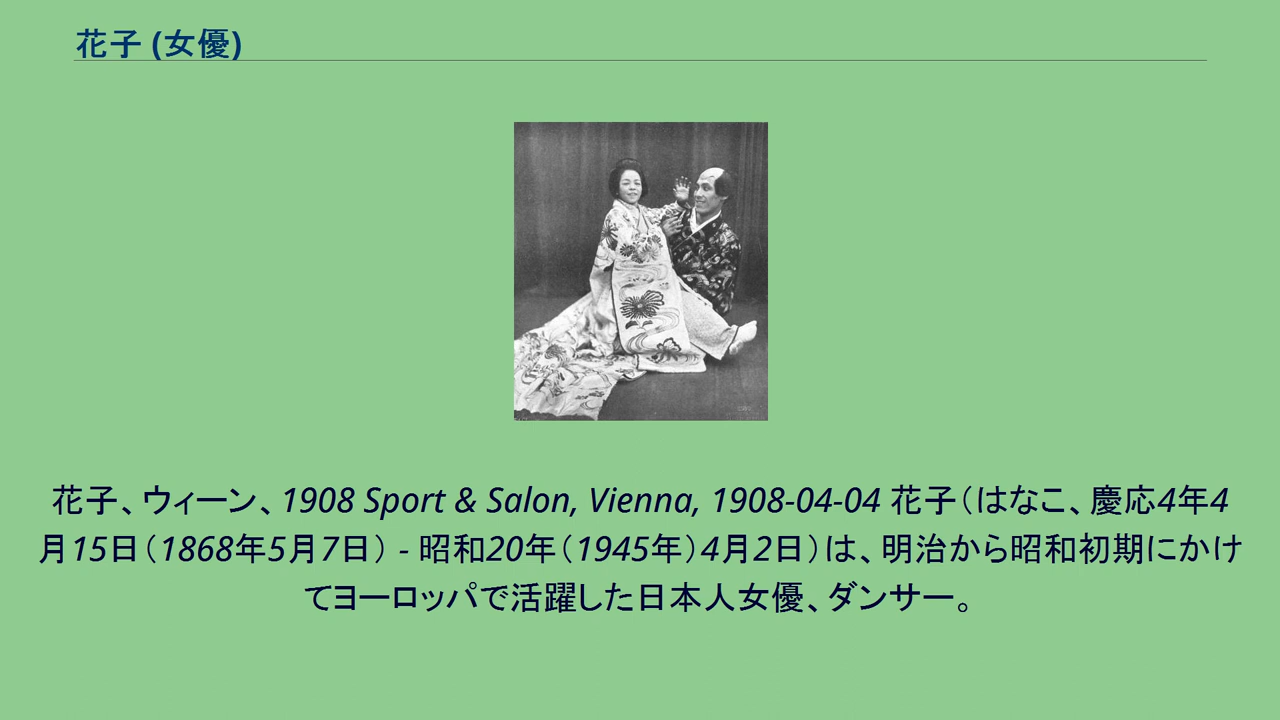 花子 (女優)
花子、ウィーン、1908 Sport & Salon, Vienna, 1908-04-04 花子（はなこ、慶応4年4
月15日（1868年5月7日） - 昭和20年（1945年）4月2日）は、明治から昭和初期にかけ
てヨーロッパで活躍した日本人女優、ダンサー。